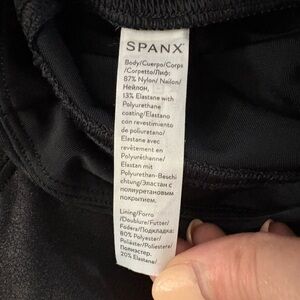 SPANX
Body/Cuerpo/Corps
/Corpetto/Лиф:
87% Nylon/ Nailon/
Нейлон,
13% Elastane with
Polyurethane
coating/Elastano
con revestimiento
de poliuretano/
Elastane avec
revêtement en
Polyuréthanne/
Elastan mit
Polyurethan-Beschi
chtung/Эластан с
полиуретановым
покрытием.
Lining/Forro
/Doublure/Futter/
Fodera/Подкладка:
80% Polyester/
Poliéster/Poliestere/
Полиэстер,
20% Elastane/